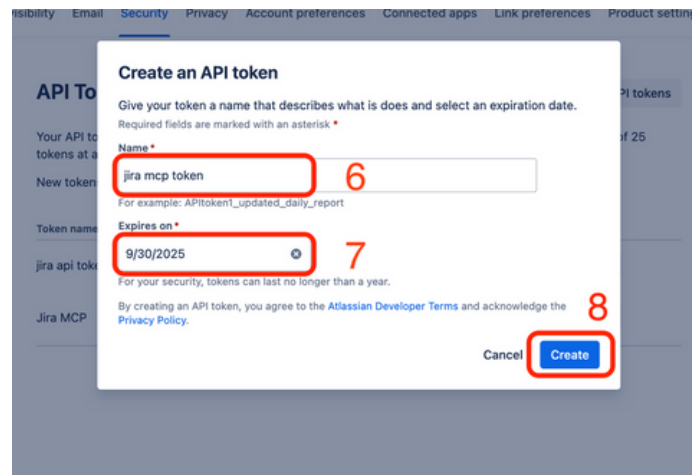 Email Security Privacy Account preferences Connected apps Link preferences Product
Create an API token
API To
PI tokens
Give your token a name that describes what is does and select an expiration date.
Required fields are marked with an asterisk *
Your API to
of 25
tokens at a
Name *
New token
jira mcp token
6
For example: APItoken1_updated_daily_report
Token name
Expires on *
9/30/2025
7
jira api toke
For your security, tokens can last no longer than a year.
By creating an API token, you agree to the Atlassian Developer Terms and acknowledge the
Privacy Policy.
8
Jira MCP
Cancel Create